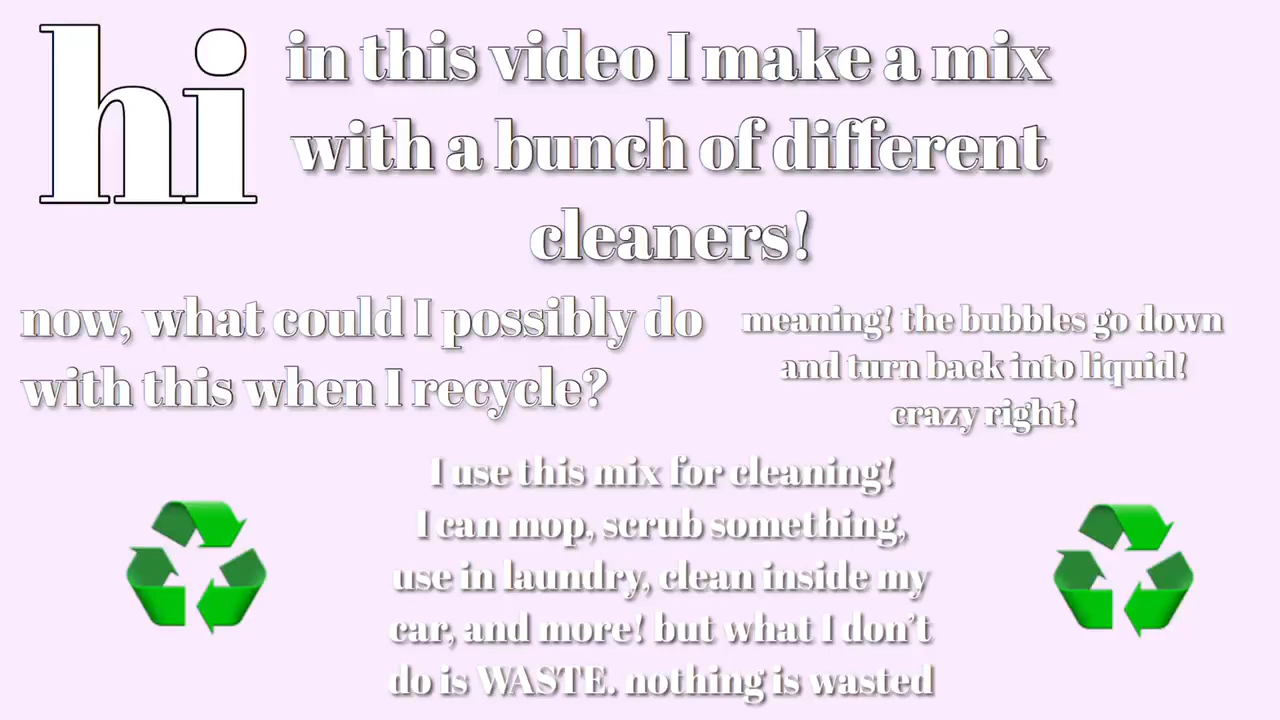 hi
in this video I make a mix
with a bunch of different
cleaners!
now, what could I possibly do
with this when I recycle?
meaning! the bubbles go down
and turn back into liquid!
crazy right!
I use this mix for cleaning!
I can mop, scrub something,
use in laundry, clean inside my
car, and more! but what I don't
do is WASTE. nothing is wasted